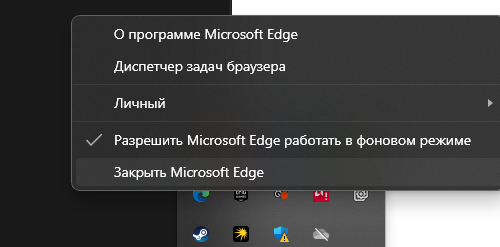 О программе Microsoft Edge
Диспетчер задач браузера
Личный
Разрешить Microsoft Edge работать в фоновом режиме
Закрыть Microsoft Edge